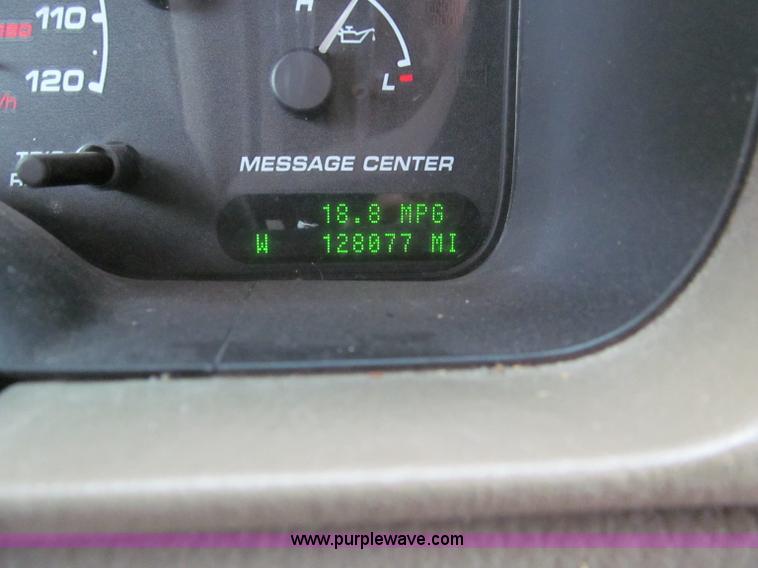 110
120
H
L
MESSAGE CENTER
18.8 MPG
W 128077 MI
www.purplewave.com